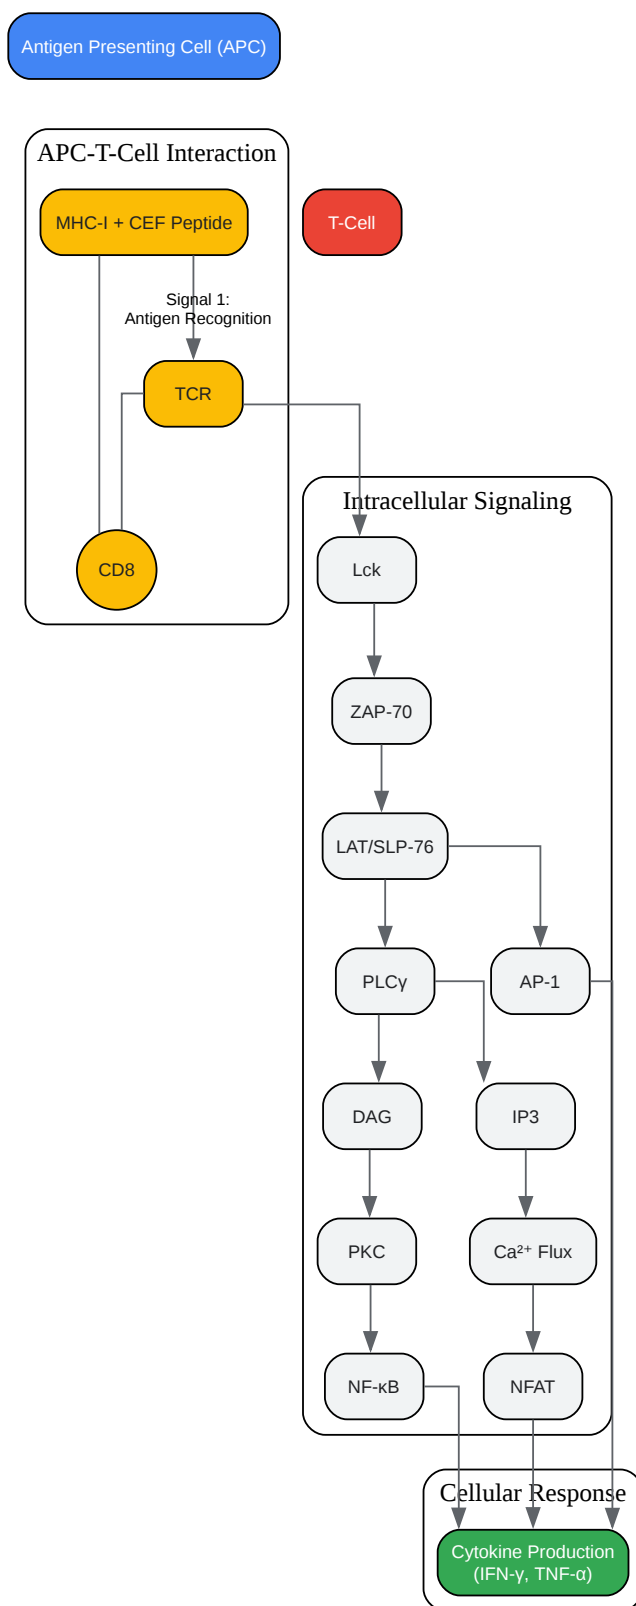 Antigen Presenting Cell (APC)
APC-T-Cell Interaction
MHC-I + CEF Peptide
T-Cell
Signal 1:
Antigen Recognition
TCR
Intracellular Signaling
CD8
Lck
ZAP-70
LAT/SLP-76
PLCγ
AP-1
DAG
IP3
PKC
Ca²⁺ Flux
NF-κB
NFAT
Cellular Response
Cytokine Production
(IFN-γ, TNF-α)